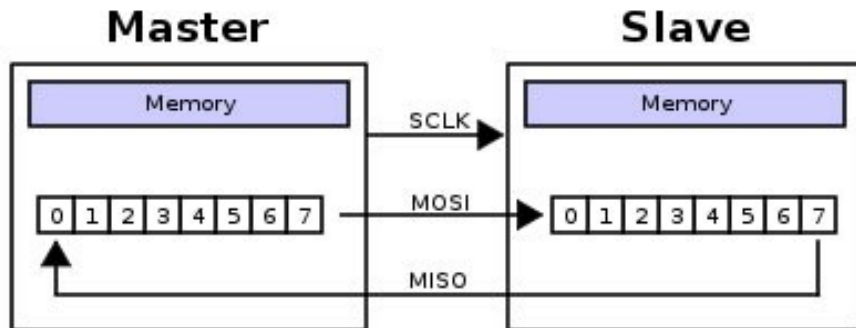 Master Slave
Memory Memory
SCLK
0 1 2 3 4 5 6 7 MOSI 0 1 2 3 4 5 6 7
MISO